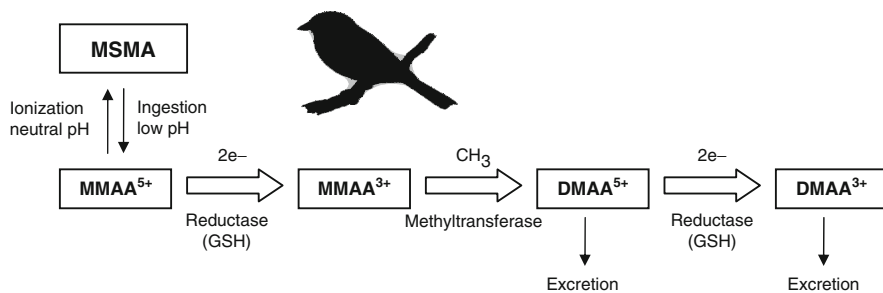 MSMA
Ionization
neutral pH
Ingestion
low pH
MMAA5+
2e–
Reductase
(GSH)
MMAA3+
CH3
Methyltransferase
DMAA5+
2e–
Reductase
(GSH)
DMAA3+
Excretion
Excretion